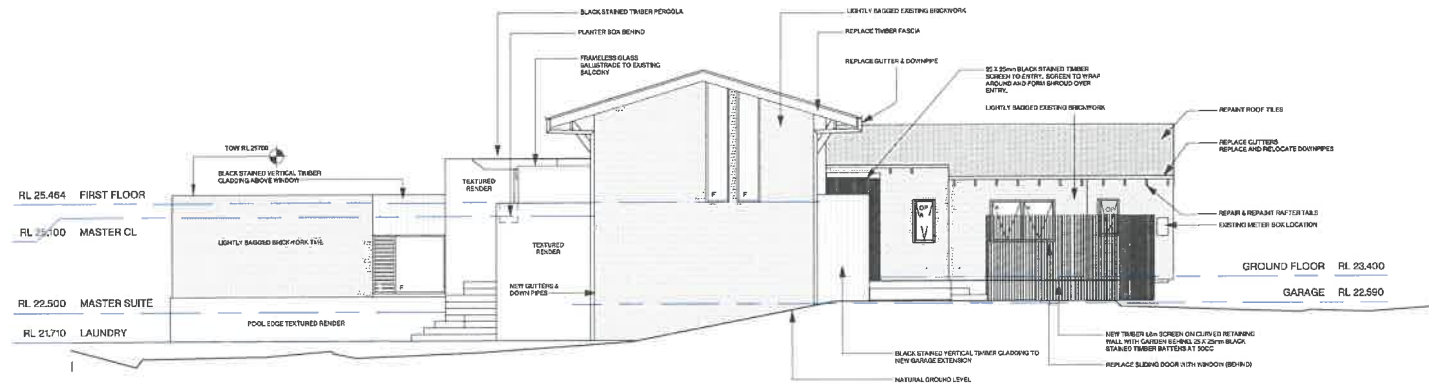 BLACK STAINED TIMBER PERGOLA
PLANTER BOX BEHIND
FRAMELESS GLASS
BALUSTRADE TO EXISTING
BALCONY
LIGHTLY BAGGED EXISTING BRICKWORK
REPLACE TIMBER FASCIA
REPLACE GUTTER & DOWNPIPE
25 X 25mm BLACK STAINED TIMBER
SCREEN TO ENTRY. SCREEN TO WRAP
AROUND AND FORM SHROUD OVER
ENTRY.
LIGHTLY BAGGED EXISTING BRICKWORK
REPAINT ROOF TILES
REPLACE GUTTERS
REPLACE AND RELOCATE DOWNPIPES
TOW RL 25700
BLACK STAINED VERTICAL TIMBER
CLADDING ABOVE WINDOW
TEXTURED
RENDER
RL 25.464 FIRST FLOOR
F
F
RL 25.100 MASTER CL
LIGHTLY BAGGED BRICKWORK
TEXTURED
RENDER
REPAIR & REPAINT RAFTER TAILS
EXISTING METER BOX LOCATION
GROUND FLOOR RL 23.400
F
NEW GUTTERS &
DOWN PIPES
GARAGE RL 22.690
RL 22.500 MASTER SUITE
POOL EDGE TEXTURED RENDER
RL 21.710 LAUNDRY
NEW TIMBER 1.8m SCREEN ON CURVED RETAINING
WALL WITH GARDEN BEHIND. 25 X 25mm BLACK
STAINED TIMBER BATTENS AT 50CC
BLACK STAINED VERTICAL TIMBER CLADDING TO
NEW GARAGE EXTENSION
REPLACE SLIDING DOOR WITH WINDOW (BEHIND)
NATURAL GROUND LEVEL